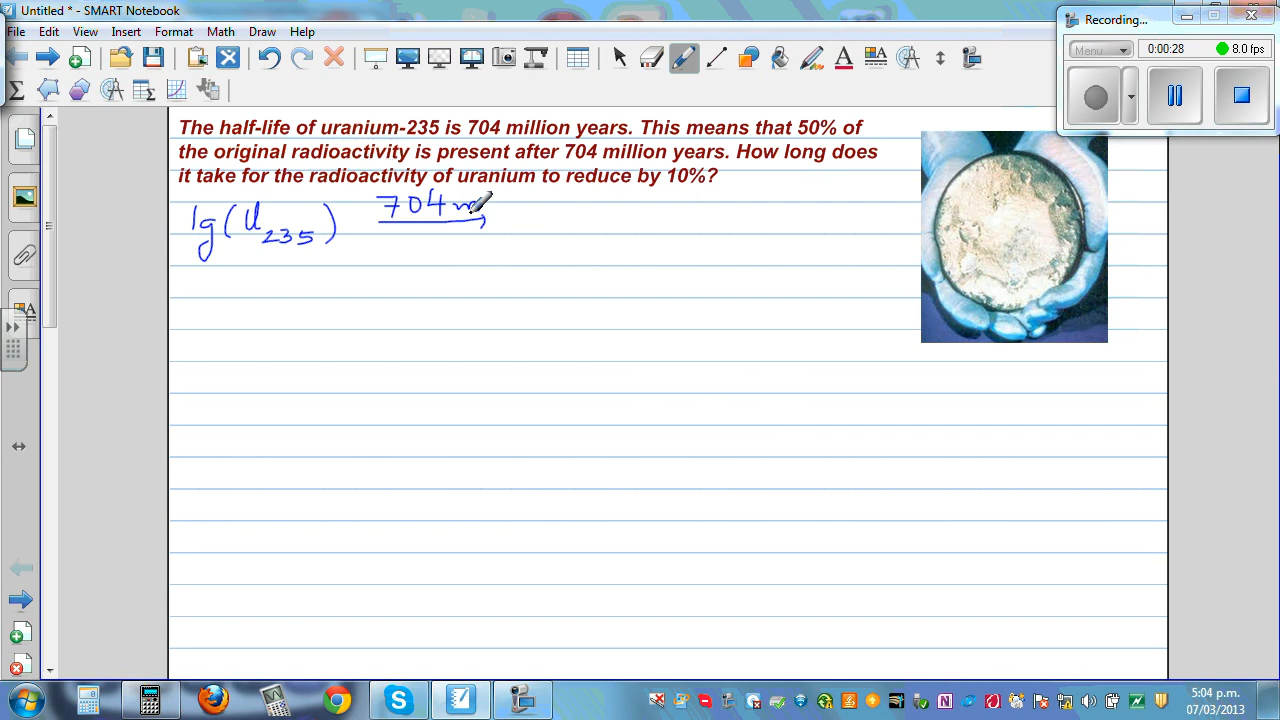 Untitled * - SMART Notebook
File Edit View Insert Format Math Draw Help
Recording...
Menu 0:00:28 8.0 fps
The half-life of uranium-235 is 704 million years. This means that 50% of
the original radioactivity is present after 704 million years. How long does
it take for the radioactivity of uranium to reduce by 10%?
1g (U235) 704 m
5:04 p.m.
07/03/2013